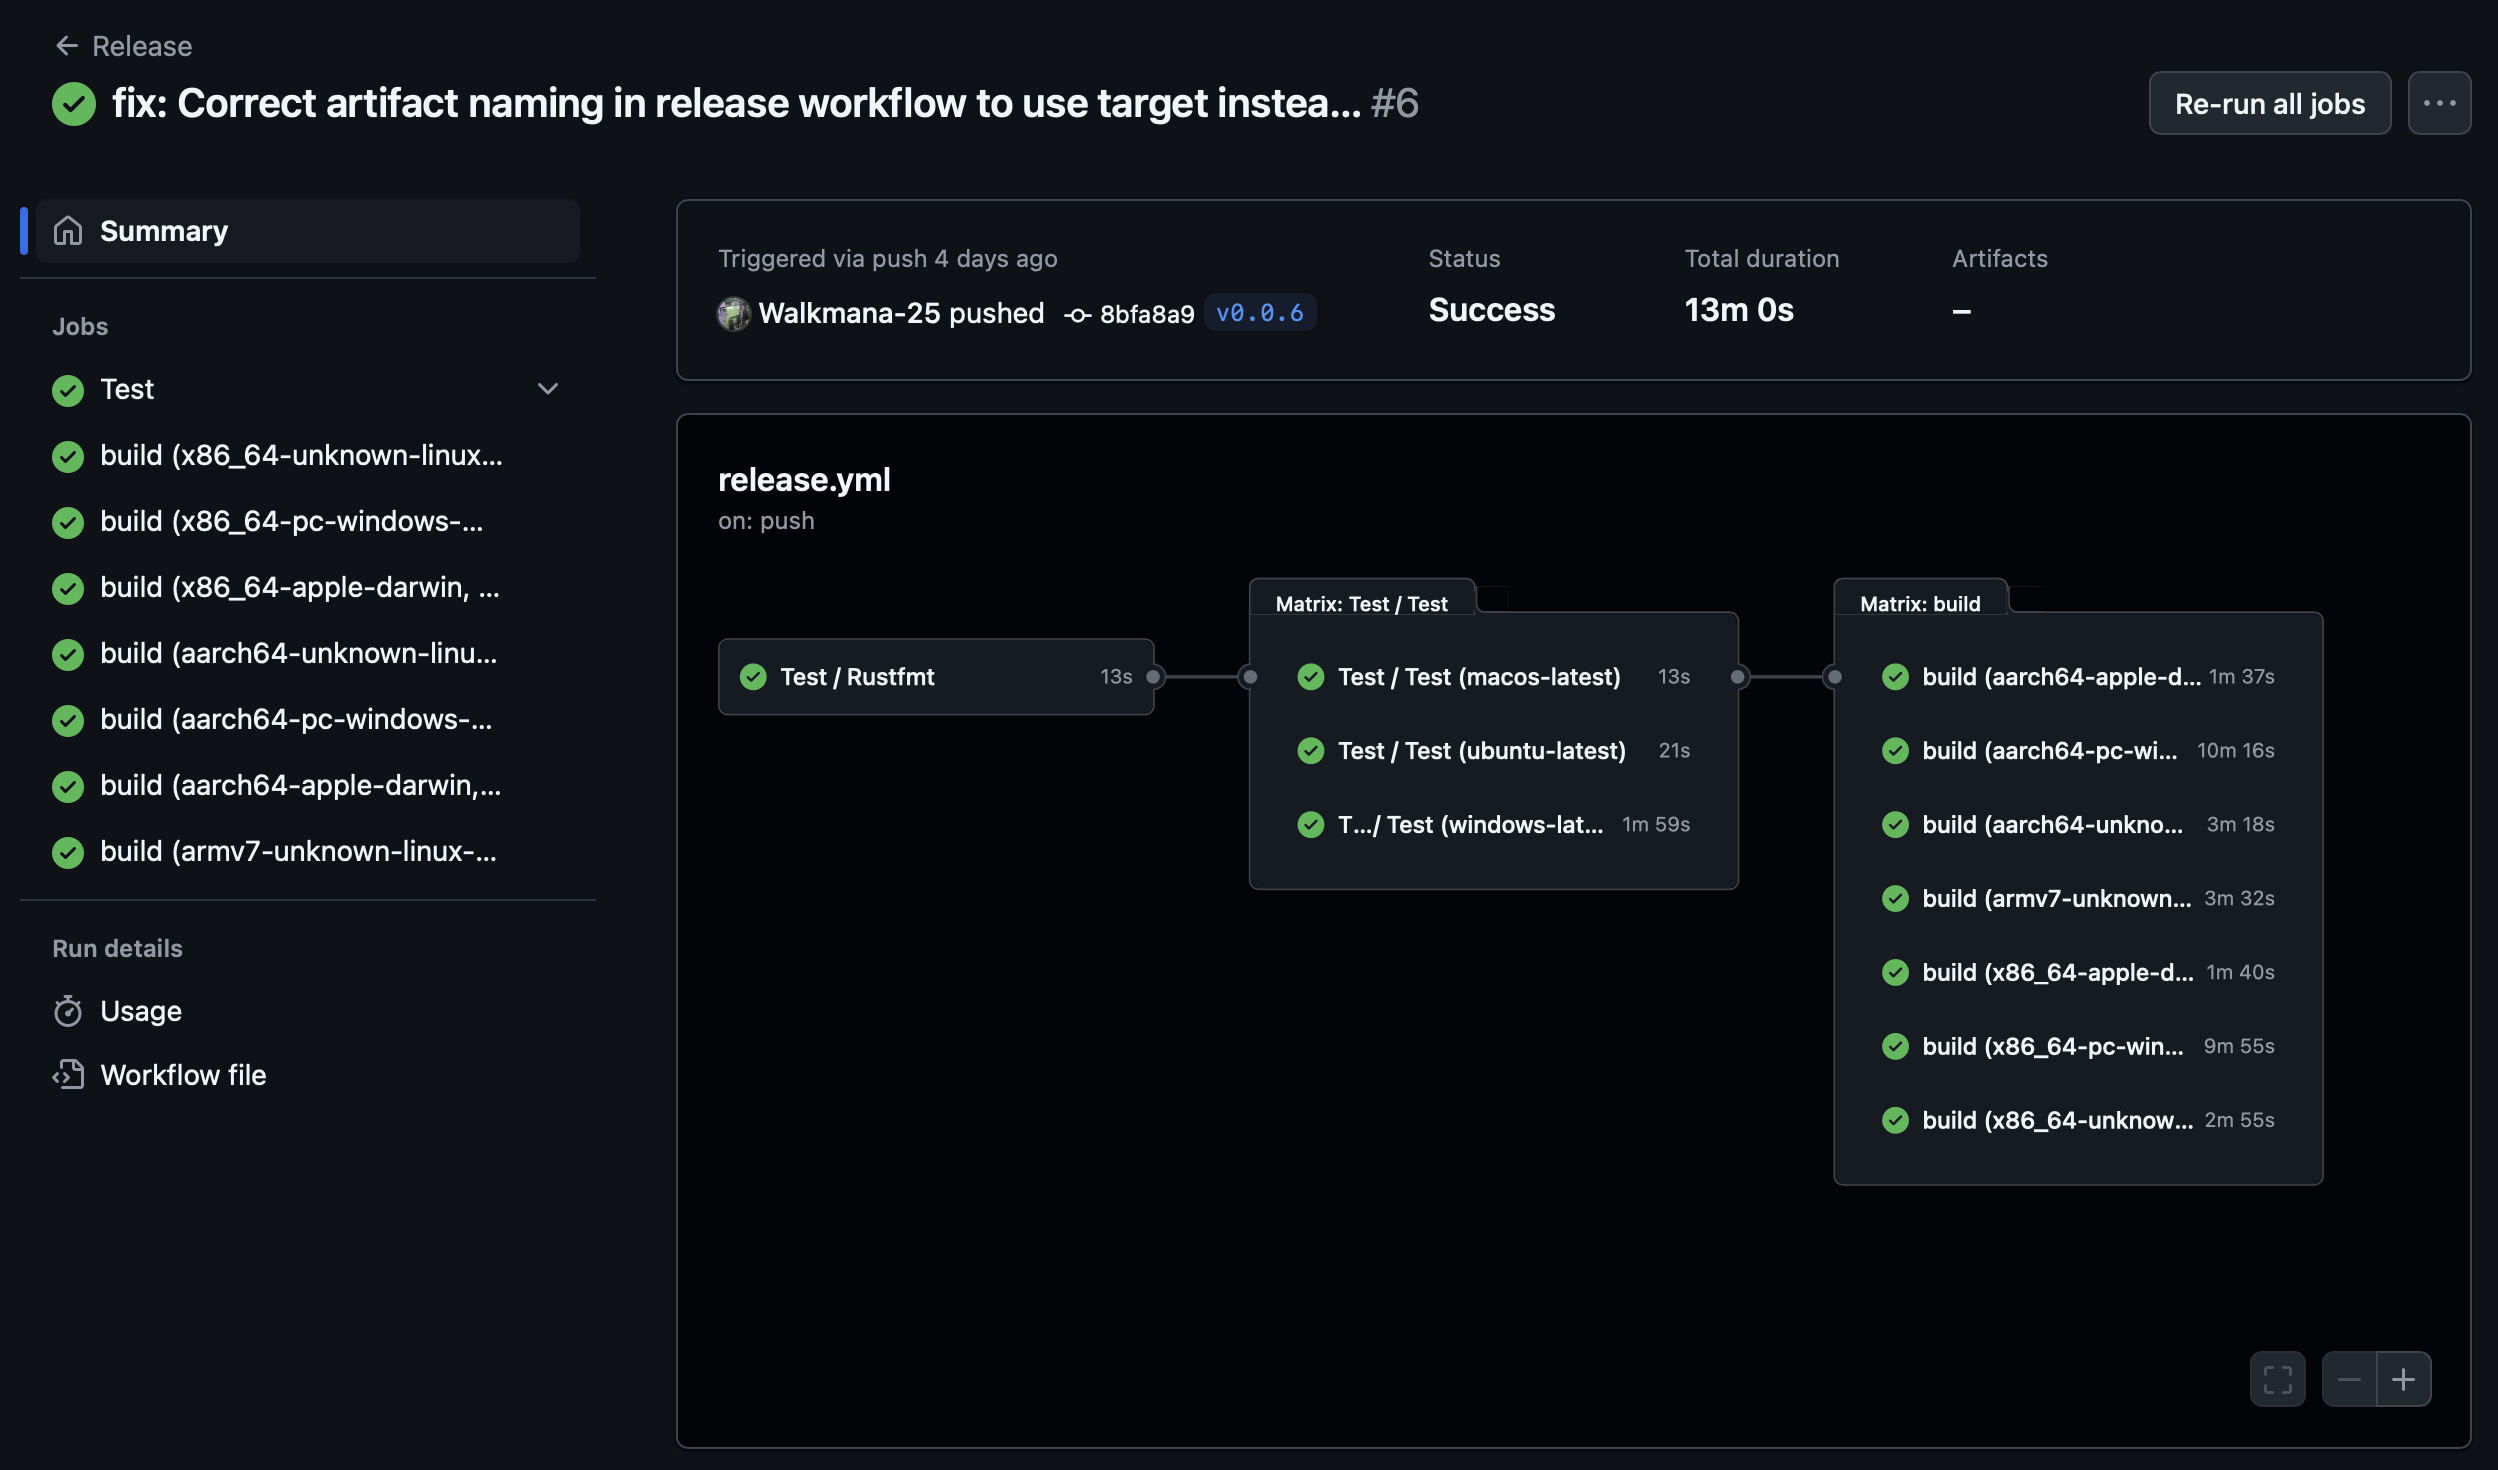 Release
fix: Correct artifact naming in release workflow to use target instea... #6
Re-run all jobs
Summary
Jobs
Test
build (x86_64-unknown-linux...
build (x86_64-pc-windows-...
build (x86_64-apple-darwin, ...
build (aarch64-unknown-linu...
build (aarch64-pc-windows-...
build (aarch64-apple-darwin,...
build (armv7-unknown-linux-...
Run details
Usage
Workflow file
Triggered via push 4 days ago
Walkmana-25 pushed 8bfa8a9 v0.0.6
Status
Success
Total duration
13m 0s
Artifacts
–
release.yml
on: push
Test / Rustfmt 13s
Matrix: Test / Test
Test / Test (macos-latest) 13s
Test / Test (ubuntu-latest) 21s
T.../ Test (windows-lat... 1m 59s
Matrix: build
build (aarch64-apple-d... 1m 37s
build (aarch64-pc-wi... 10m 16s
build (aarch64-unkno... 3m 18s
build (armv7-unknown... 3m 32s
build (x86_64-apple-d... 1m 40s
build (x86_64-pc-win... 9m 55s
build (x86_64-unknow... 2m 55s